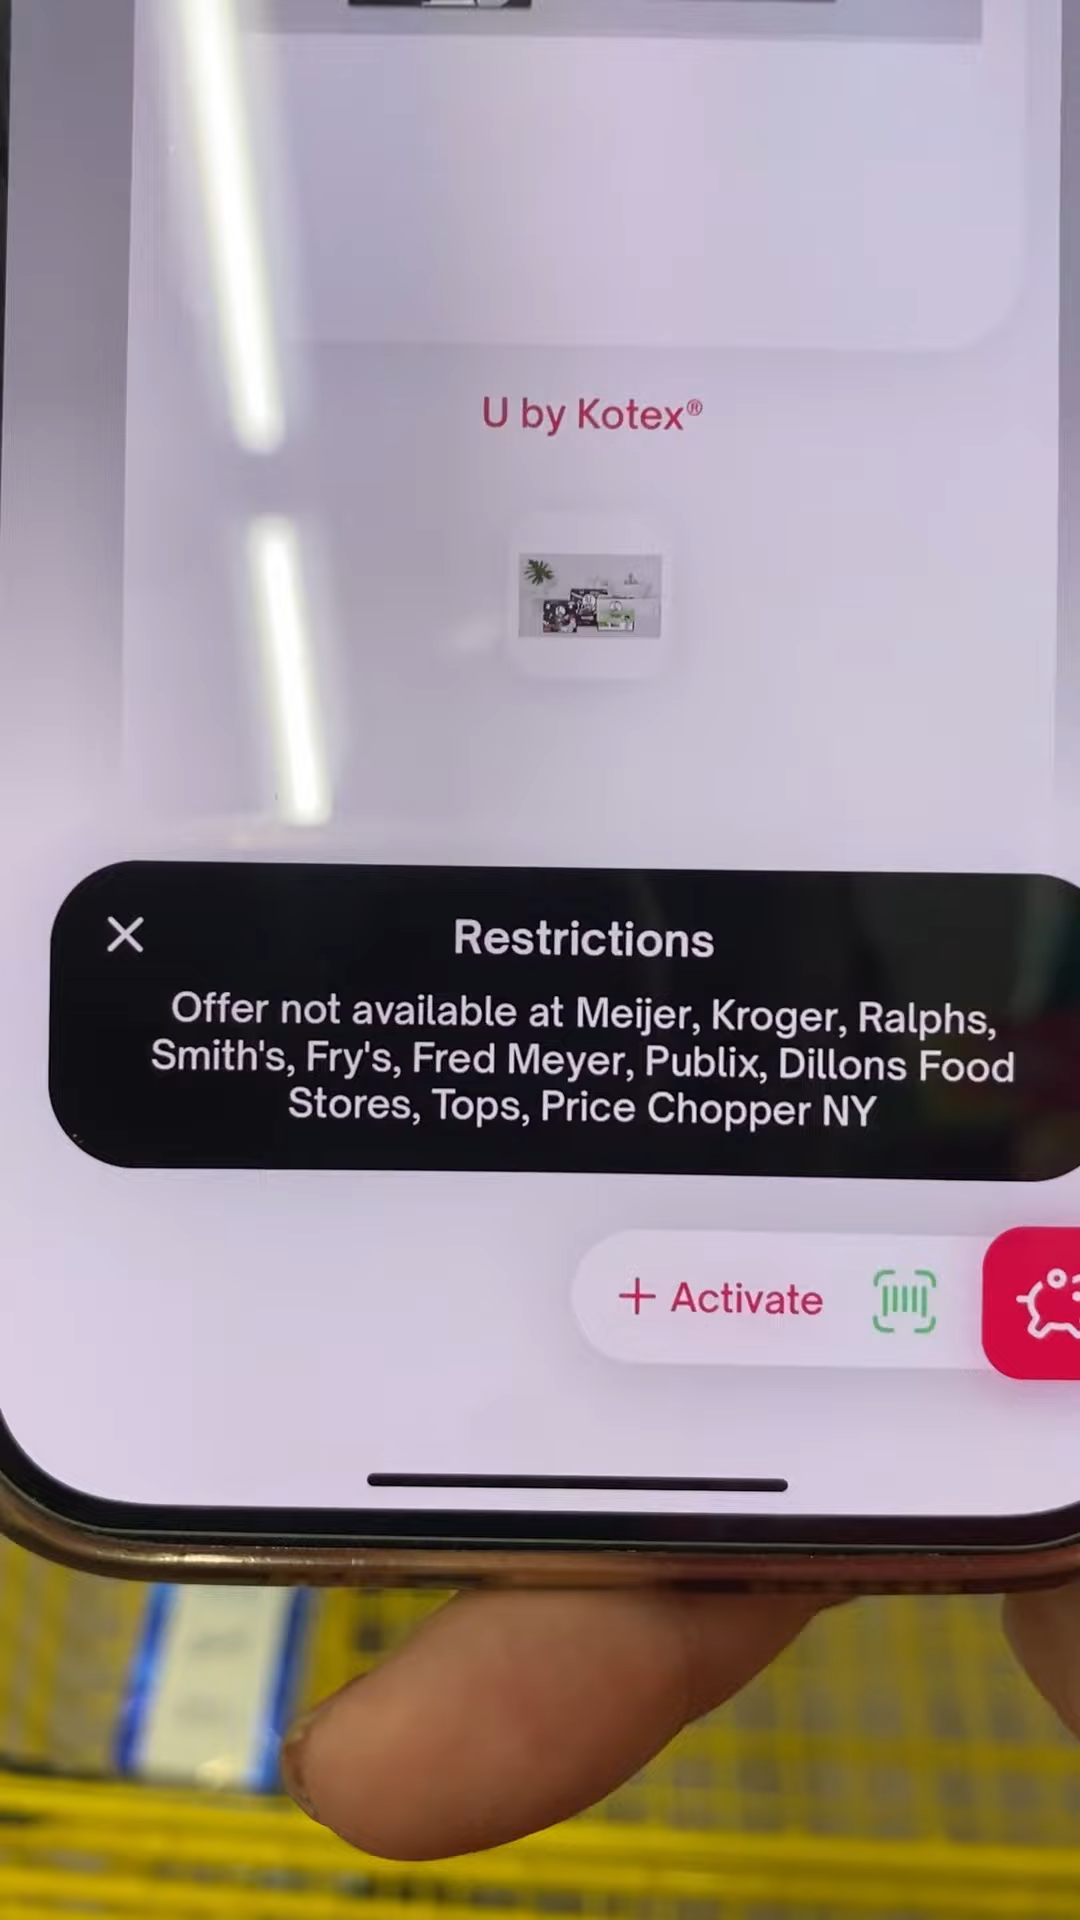 U by Kotex®
Restrictions
Offer not available at Meijer, Kroger, Ralphs,
Smith's, Fry's, Fred Meyer, Publix, Dillons Food
Stores, Tops, Price Chopper NY
+ Activate